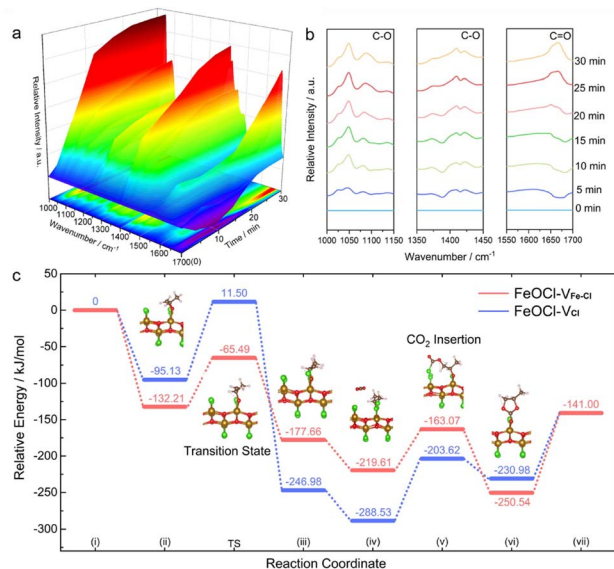 a
Relative Intensity / a.u.
1000
1100
1200
1300
1400
1500
1600
1700(0)
Wavenumber / cm⁻¹
10
20
30
Time / min
b
Relative Intensity / a.u.
C-O
C-O
C=O
30 min
25 min
20 min
15 min
10 min
5 min
0 min
1000 1050 1100 1150
1350 1400 1450
1550 1600 1650 1700
Wavenumber / cm⁻¹
c
Relative Energy / kJ/mol
50
0
-50
-100
-150
-200
-250
-300
FeOCl-V_Fe-Cl
FeOCl-V_Cl
0
11.50
-65.49
-95.13
-132.21
Transition State
CO₂ Insertion
-177.66
-219.61
-163.07
-141.00
-246.98
-288.53
-203.62
-230.98
-250.54
(i) (ii) TS (iii) (iv) (v) (vi) (vii)
Reaction Coordinate